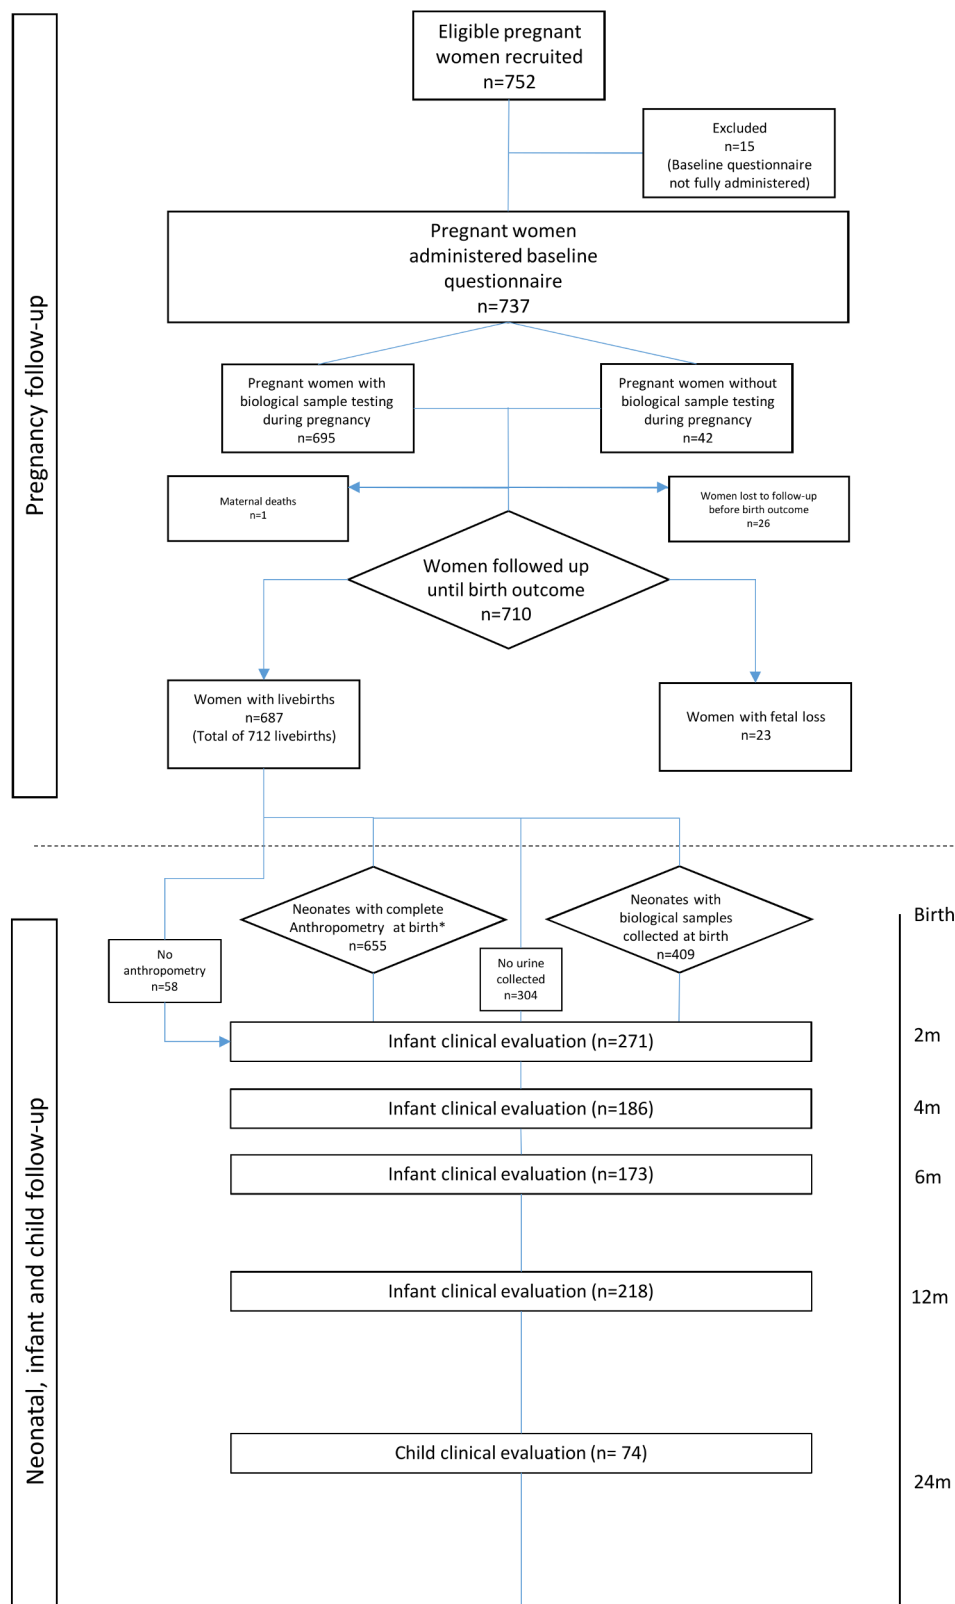 Pregnancy follow-up
Eligible pregnant
women recruited
n=752
Excluded
n=15
(Baseline questionnaire
not fully administered)
Pregnant women
administered baseline
questionnaire
n=737
Pregnant women with
biological sample testing
during pregnancy
n=695
Pregnant women without
biological sample testing
during pregnancy
n=42
Maternal deaths
n=1
Women lost to follow-up
before birth outcome
n=26
Women followed up
until birth outcome
n=710
Women with livebirths
n=687
(Total of 712 livebirths)
Women with fetal loss
n=23
Neonatal, infant and child follow-up
No
anthropometry
n=58
Neonates with complete
Anthropometry at birth*
n=655
No urine
collected
n=304
Neonates with
biological samples
collected at birth
n=409
Birth
Infant clinical evaluation (n=271)
2m
Infant clinical evaluation (n=186)
4m
Infant clinical evaluation (n=173)
6m
Infant clinical evaluation (n=218)
12m
Child clinical evaluation (n= 74)
24m